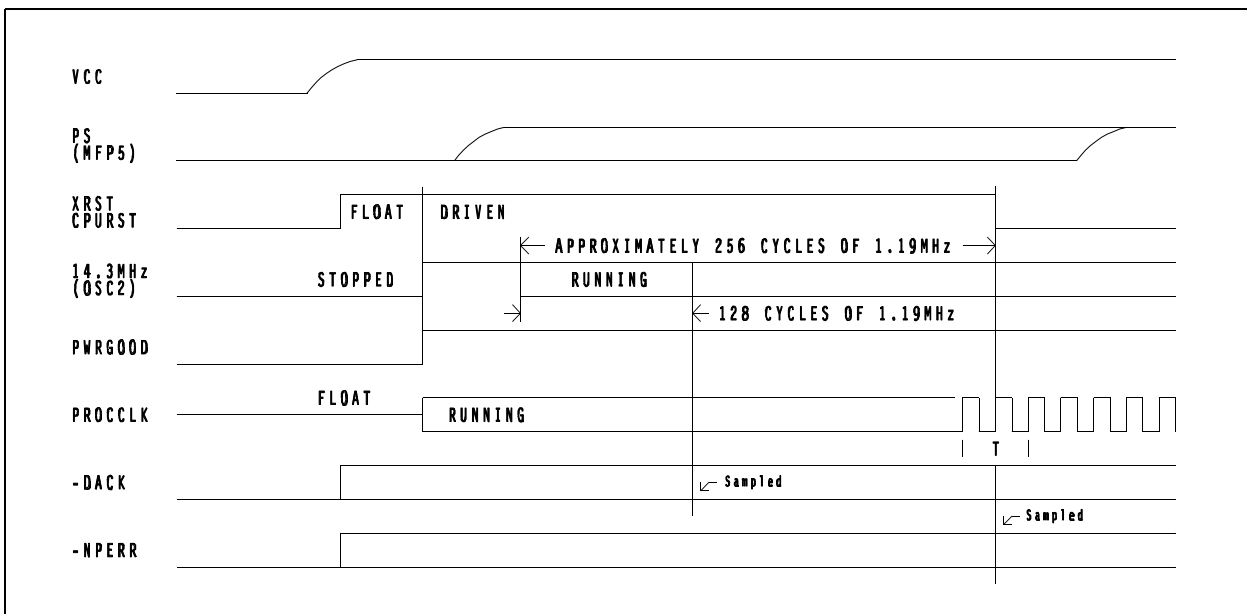 VCC
PS
(MFP5)
XRST
CPURST
FLOAT
DRIVEN
APPROXIMATELY 256 CYCLES OF 1.19MHz
14.3MHz
(OSC2)
STOPPED
RUNNING
128 CYCLES OF 1.19MHz
PWRGOOD
FLOAT
PROCCLK
RUNNING
T
-DACK
Sampled
Sampled
-NPERR